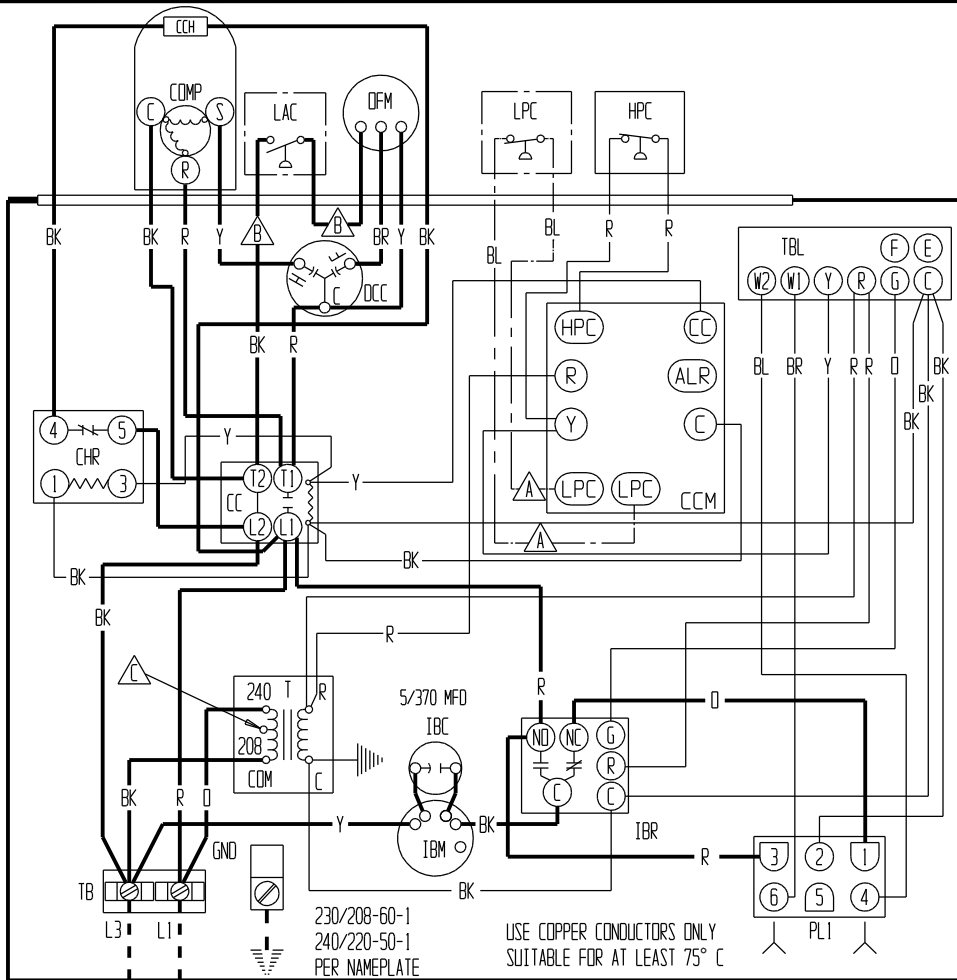 CCH
COMP
C
S
R
LAC
OFM
LPC
HPC
BK
BK
R
Y
B
B
BR
Y
BK
BL
BL
R
R
TBL
F
E
W2
W1
Y
R
G
C
H
F
C
DCC
BK
R
HPC
CC
R
ALR
Y
C
LPC
LPC
CCM
A
A
BL
BR
Y
R
R
O
BK
BK
BK
4
5
CHR
1
3
Y
T2
T1
CC
L2
L1
Y
BK
BK
BK
R
C
240
T
R
208
COM
C
5/370 MFD
IBC
R
O
NO
NC
G
R
C
C
IBR
BK
R
O
Y
IBM
BK
BK
R
3
2
1
6
5
4
PL1
TB
GND
L3
L1
230/208-60-1
240/220-50-1
PER NAMEPLATE
USE COPPER CONDUCTORS ONLY
SUITABLE FOR AT LEAST 75° C